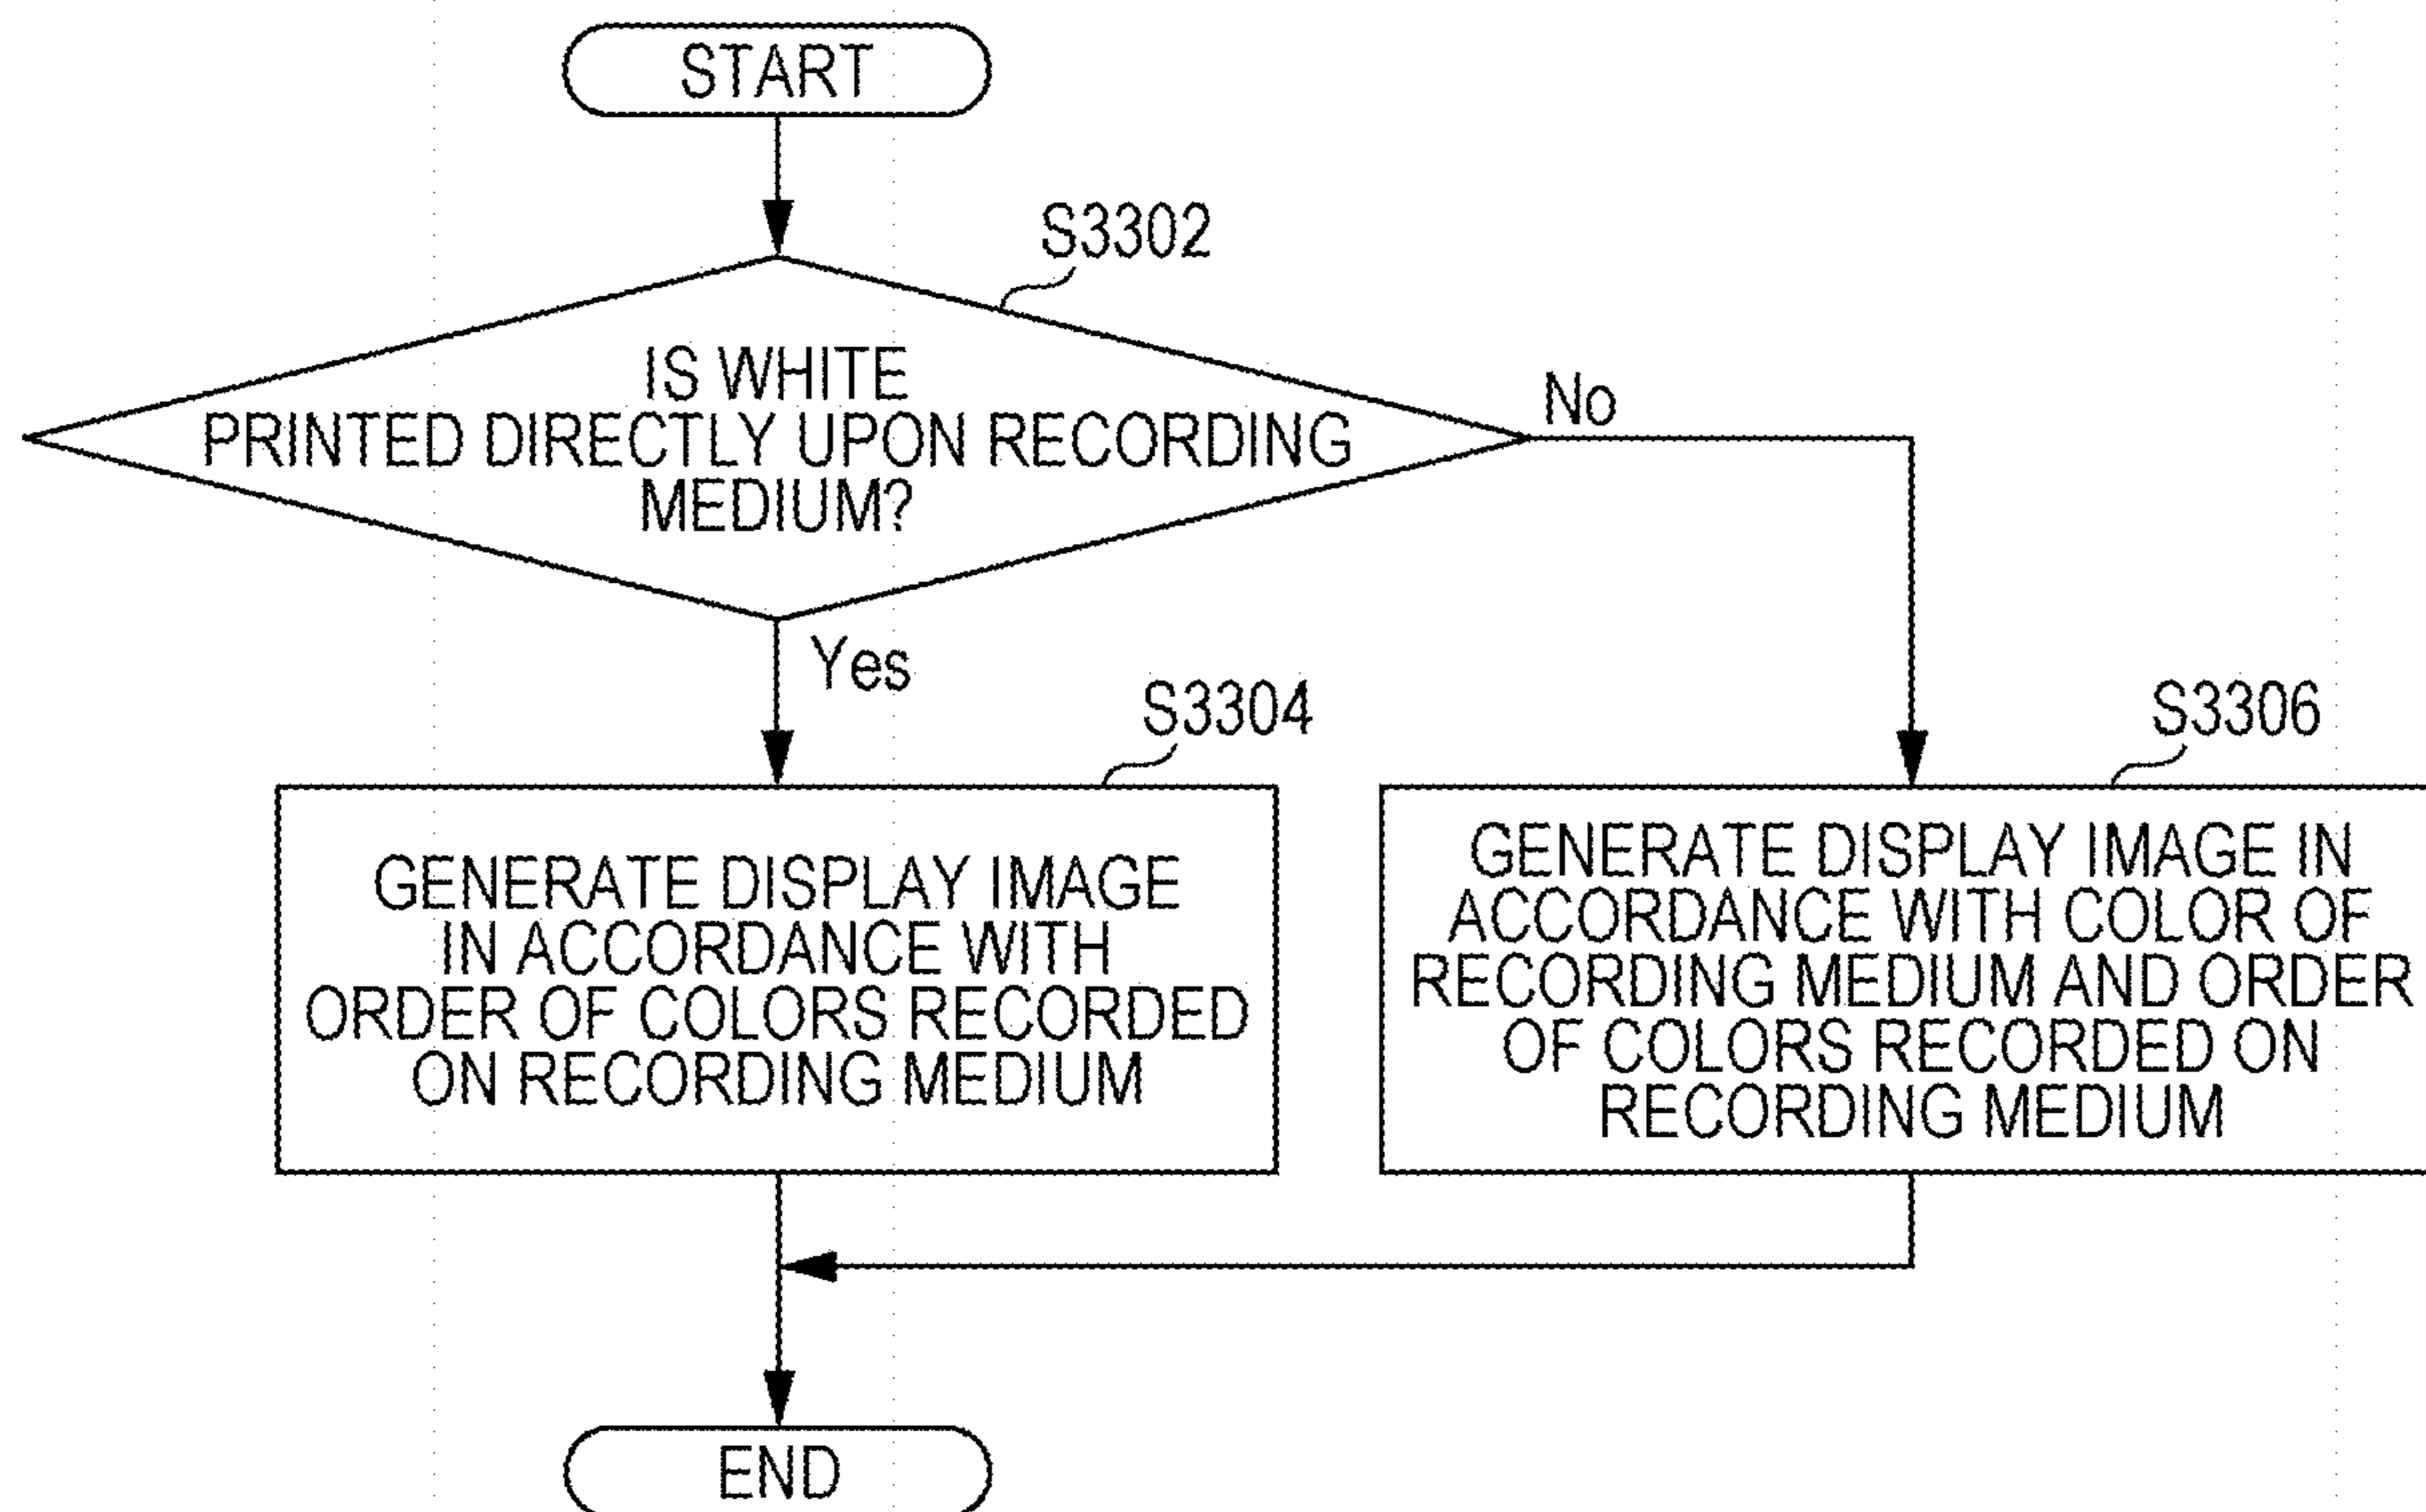 START
S3302
IS WHITE
PRINTED DIRECTLY UPON RECORDING
MEDIUM?
No
Yes
S3304
GENERATE DISPLAY IMAGE
IN ACCORDANCE WITH
ORDER OF COLORS RECORDED
ON RECORDING MEDIUM
S3306
GENERATE DISPLAY IMAGE IN
ACCORDANCE WITH COLOR OF
RECORDING MEDIUM AND ORDER
OF COLORS RECORDED ON
RECORDING MEDIUM
END